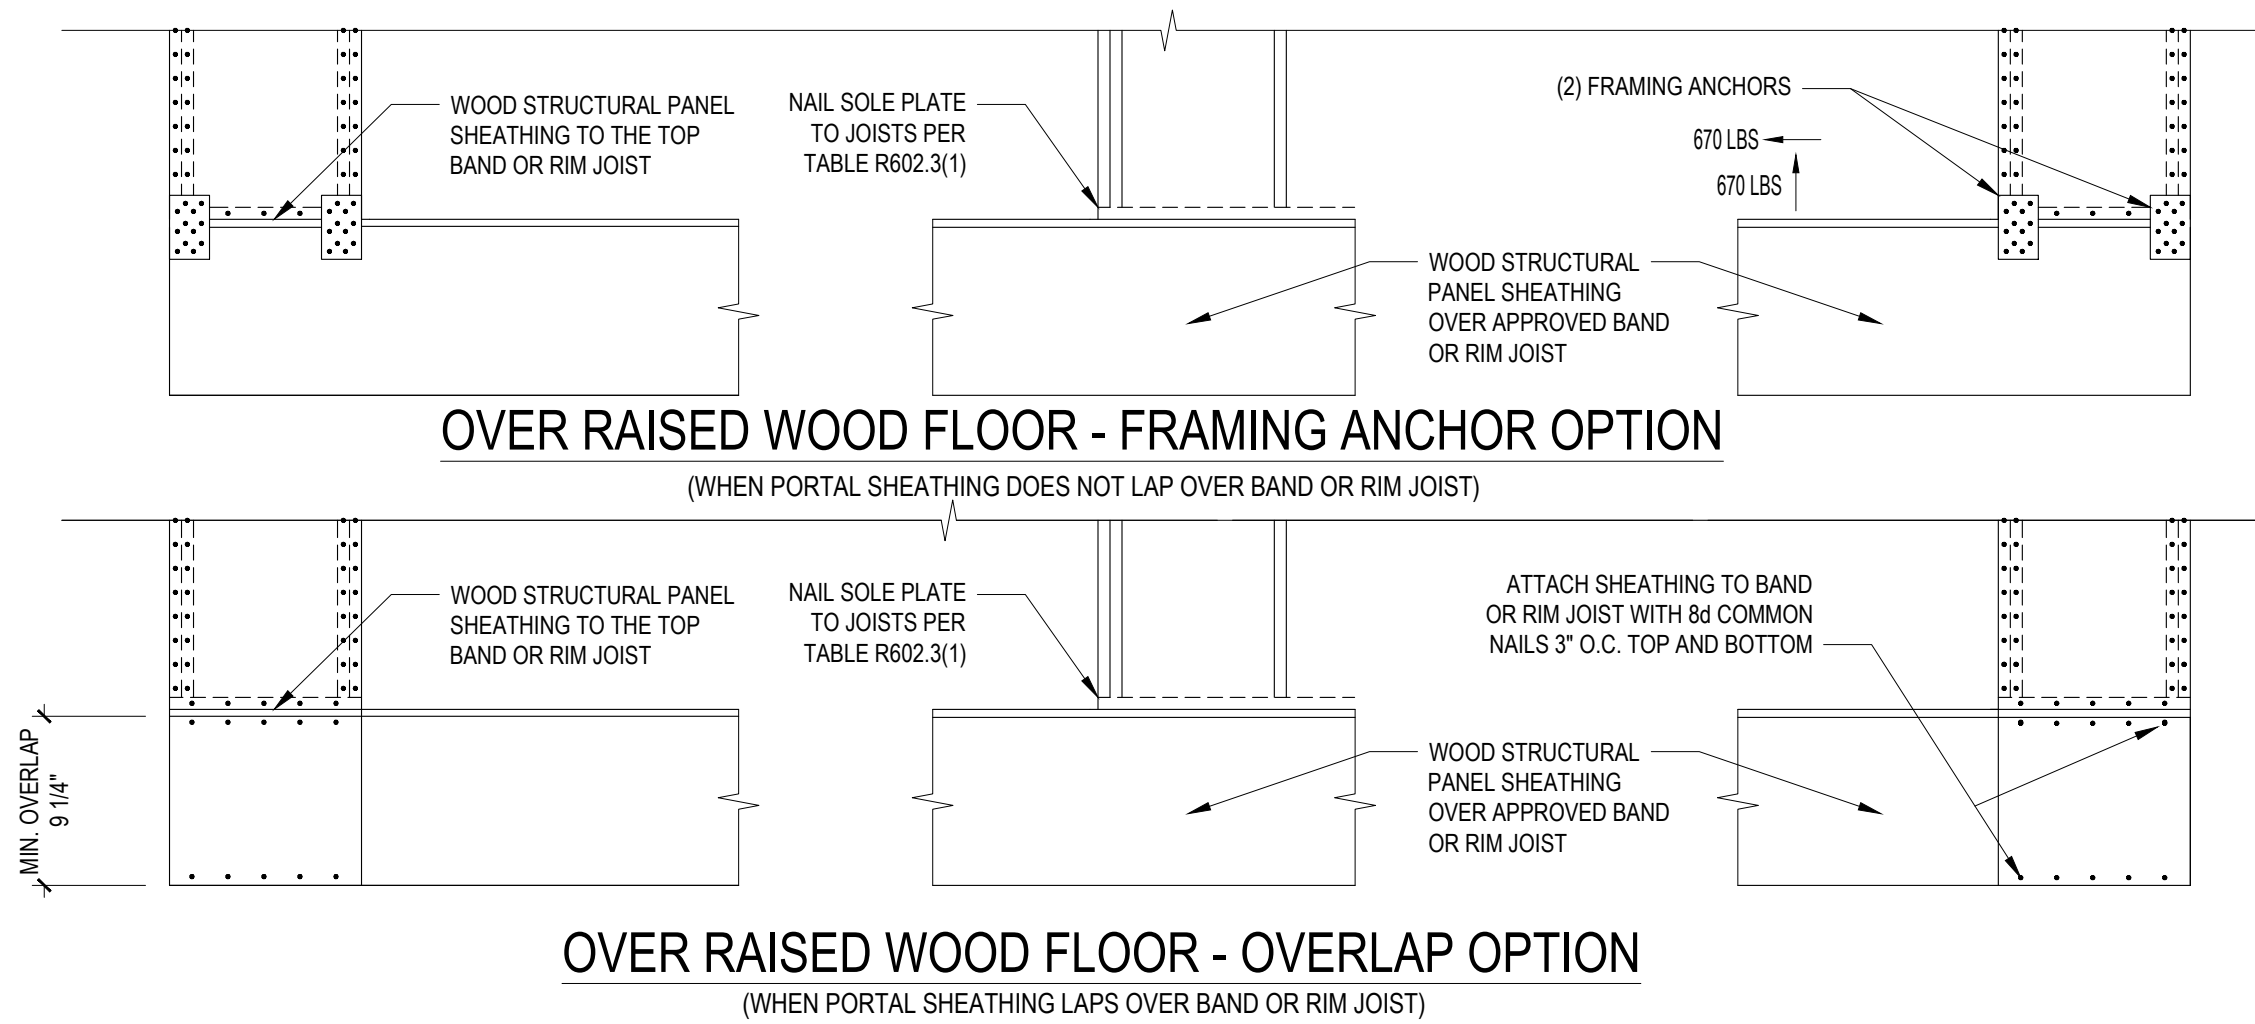 WOOD STRUCTURAL PANEL
SHEATHING TO THE TOP
BAND OR RIM JOIST
NAIL SOLE PLATE
TO JOISTS PER
TABLE R602.3(1)
(2) FRAMING ANCHORS
670 LBS
670 LBS
WOOD STRUCTURAL
PANEL SHEATHING
OVER APPROVED BAND
OR RIM JOIST
OVER RAISED WOOD FLOOR - FRAMING ANCHOR OPTION
(WHEN PORTAL SHEATHING DOES NOT LAP OVER BAND OR RIM JOIST)
WOOD STRUCTURAL PANEL
SHEATHING TO THE TOP
BAND OR RIM JOIST
NAIL SOLE PLATE
TO JOISTS PER
TABLE R602.3(1)
ATTACH SHEATHING TO BAND
OR RIM JOIST WITH 8d COMMON
NAILS 3" O.C. TOP AND BOTTOM
MIN. OVERLAP
9 1/4"
WOOD STRUCTURAL
PANEL SHEATHING
OVER APPROVED BAND
OR RIM JOIST
OVER RAISED WOOD FLOOR - OVERLAP OPTION
(WHEN PORTAL SHEATHING LAPS OVER BAND OR RIM JOIST)